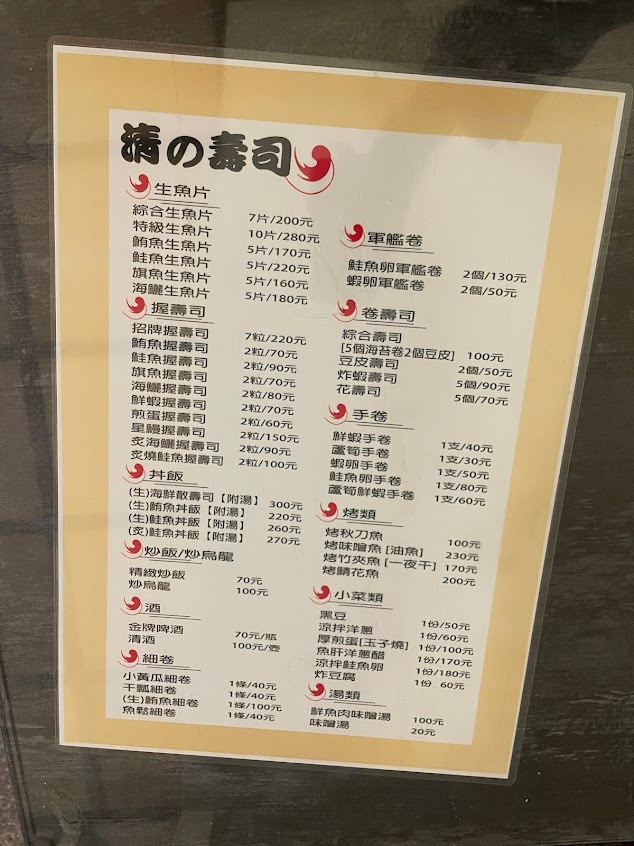 清の壽司
生魚片
綜合生魚片 7片/200元
特級生魚片 10片/280元
鮪魚生魚片 5片/170元
鮭魚生魚片 5片/220元
旗魚生魚片 5片/160元
海鱺生魚片 5片/180元
握壽司
招牌握壽司 7粒/220元
鮪魚握壽司 2粒/70元
鮭魚握壽司 2粒/90元
旗魚握壽司 2粒/70元
海鱺握壽司 2粒/80元
鮮蝦握壽司 2粒/70元
煎蛋握壽司 2粒/60元
星鰻握壽司 2粒/150元
炙海鱺握壽司 2粒/90元
炙燒鮭魚握壽司 2粒/100元
丼飯
(生)海鮮散壽司【附湯】 300元
(生)鮪魚丼飯【附湯】 220元
(生)鮭魚丼飯【附湯】 260元
(炙)鮭魚丼飯【附湯】 270元
炒飯/炒烏龍
精緻炒飯 70元
炒烏龍 100元
酒
金牌啤酒 70元/瓶
清酒 100元/壺
細卷
小黃瓜細卷 1條/40元
干瓢細卷 1條/40元
(生)鮪魚細卷 1條/100元
魚鬆細卷 1條/40元
軍艦卷
鮭魚卵軍艦卷 2個/130元
蝦卵軍艦卷 2個/50元
卷壽司
綜合壽司
[5個海苔卷2個豆皮] 100元
豆皮壽司 2個/50元
炸蝦壽司 5個/90元
花壽司 5個/70元
手卷
鮮蝦手卷 1支/40元
蘆筍手卷 1支/30元
蝦卵手卷 1支/50元
鮭魚卵手卷 1支/80元
蘆筍鮮蝦手卷 1支/60元
烤類
烤秋刀魚 100元
烤味噌魚 [油魚] 230元
烤竹夾魚 [一夜干] 170元
烤鯖花魚 200元
小菜類
黑豆 1份/50元
涼拌洋蔥 1份/60元
厚煎蛋[玉子燒] 1份/100元
魚肝洋蔥醋 1份/170元
涼拌鮭魚卵 1份/180元
炸豆腐 1份 60元
湯類
鮮魚肉味噌湯 100元
味噌湯 20元